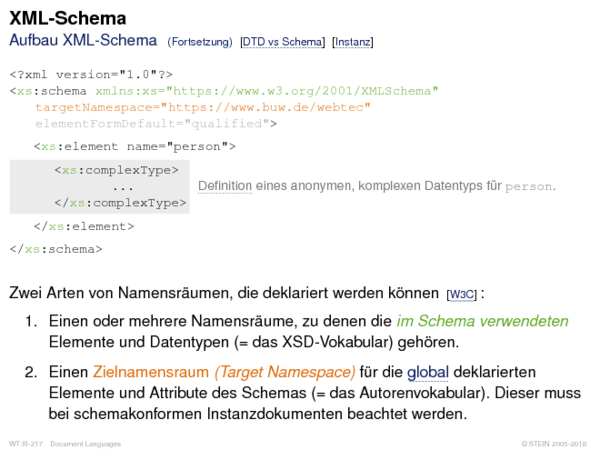 XML-Schema
Aufbau XML-Schema (Fortsetzung) [DTD vs Schema] [Instanz]
<?xml version="1.0"?>
<xs:schema xmlns:xs="https://www.w3.org/2001/XMLSchema"
targetNamespace="https://www.buw.de/webtec"
elementFormDefault="qualified">
<xs:element name="person">
<xs:complexType>
...
Definition eines anonymen, komplexen Datentyps für person.
</xs:complexType>
</xs:element>
</xs:schema>
Zwei Arten von Namensräumen, die deklariert werden können [W3C] :
1. Einen oder mehrere Namensräume, zu denen die im Schema verwendeten
Elemente und Datentypen (= das XSD-Vokabular) gehören.
2. Einen Zielnamensraum (Target Namespace) für die global deklarierten
Elemente und Attribute des Schemas (= das Autorenvokabular). Dieser muss
bei schemakonformen Instanzdokumenten beachtet werden.
WT:III-217 Document Languages © STEIN 2005-2018